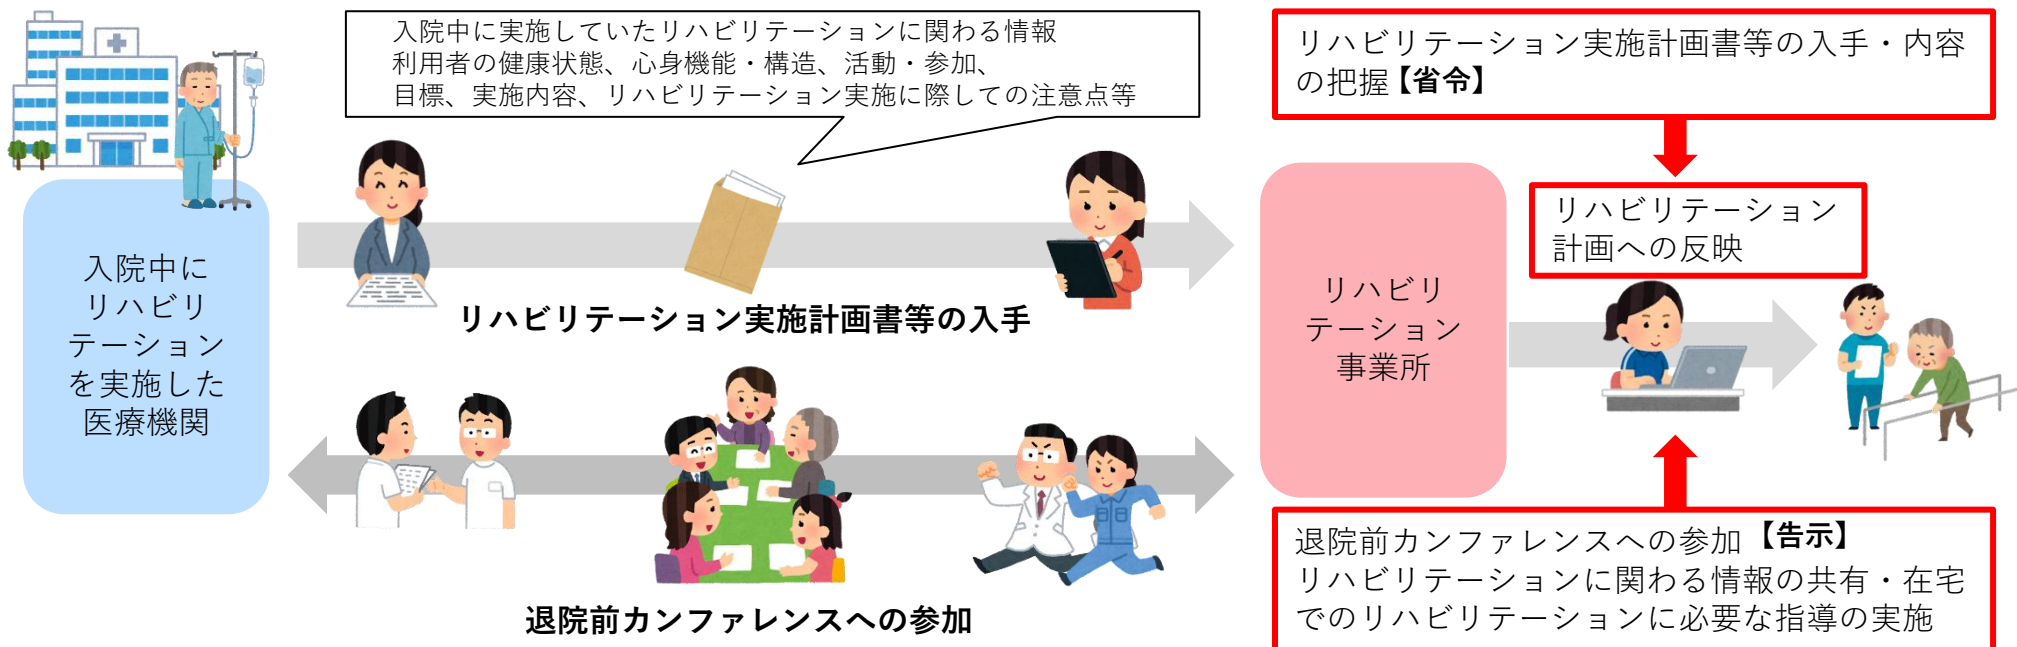 入院中に実施していたリハビリテーションに関わる情報
利用者の健康状態、心身機能・構造、活動・参加、
目標、実施内容、リハビリテーション実施に際しての注意点等
リハビリテーション実施計画書等の入手・内容
の把握【省令】
リハビリテーション
計画への反映
入院中に
リハビリ
テーション
を実施した
医療機関
リハビリテーション実施計画書等の入手
リハビリ
テーション
事業所
退院前カンファレンスへの参加
退院前カンファレンスへの参加【告示】
リハビリテーションに関わる情報の共有・在宅
でのリハビリテーションに必要な指導の実施